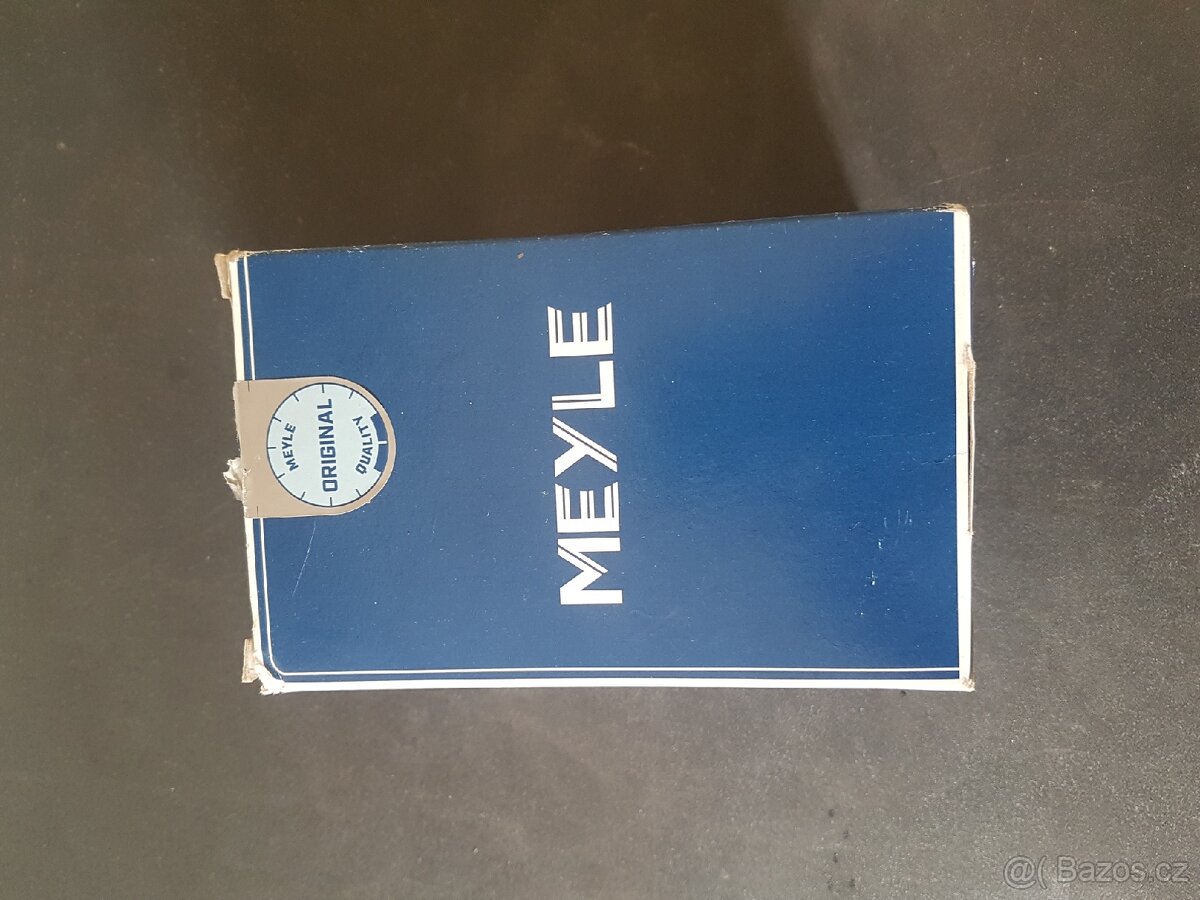 MEYLE
ORIGINAL
QUALITY
MEYLE
@( Bazos.cz